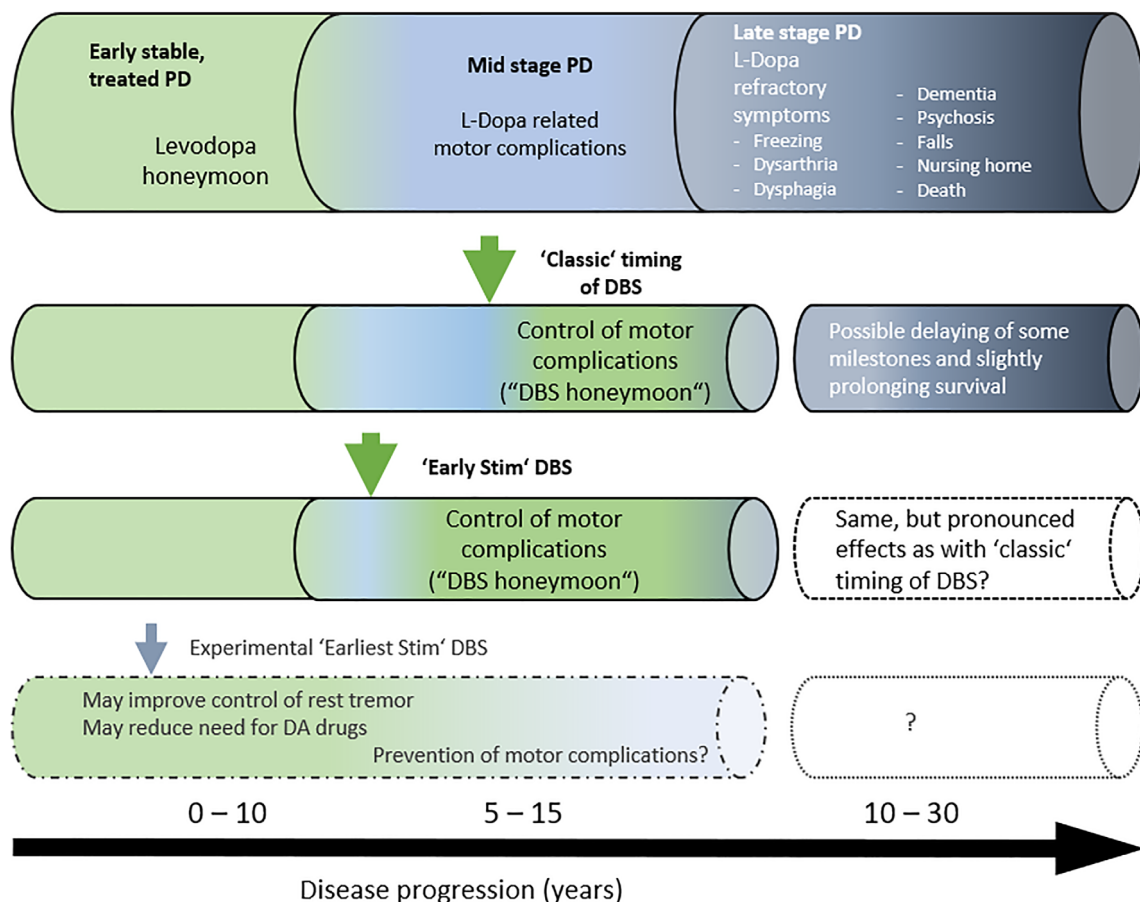 Early stable,
treated PD
Levodopa
honeymoon
Mid stage PD
L-Dopa related
motor complications
Late stage PD
L-Dopa
refractory
symptoms
- Freezing
- Dysarthria
- Dysphagia
- Dementia
- Psychosis
- Falls
- Nursing home
- Death
‘Classic‘ timing
of DBS
Control of motor
complications
(“DBS honeymoon“)
Possible delaying of some
milestones and slightly
prolonging survival
‘Early Stim‘ DBS
Control of motor
complications
(“DBS honeymoon“)
Same, but pronounced
effects as with ‘classic‘
timing of DBS?
Experimental ‘Earliest Stim‘ DBS
May improve control of rest tremor
May reduce need for DA drugs
Prevention of motor complications?
?
0 – 10
5 – 15
10 – 30
Disease progression (years)